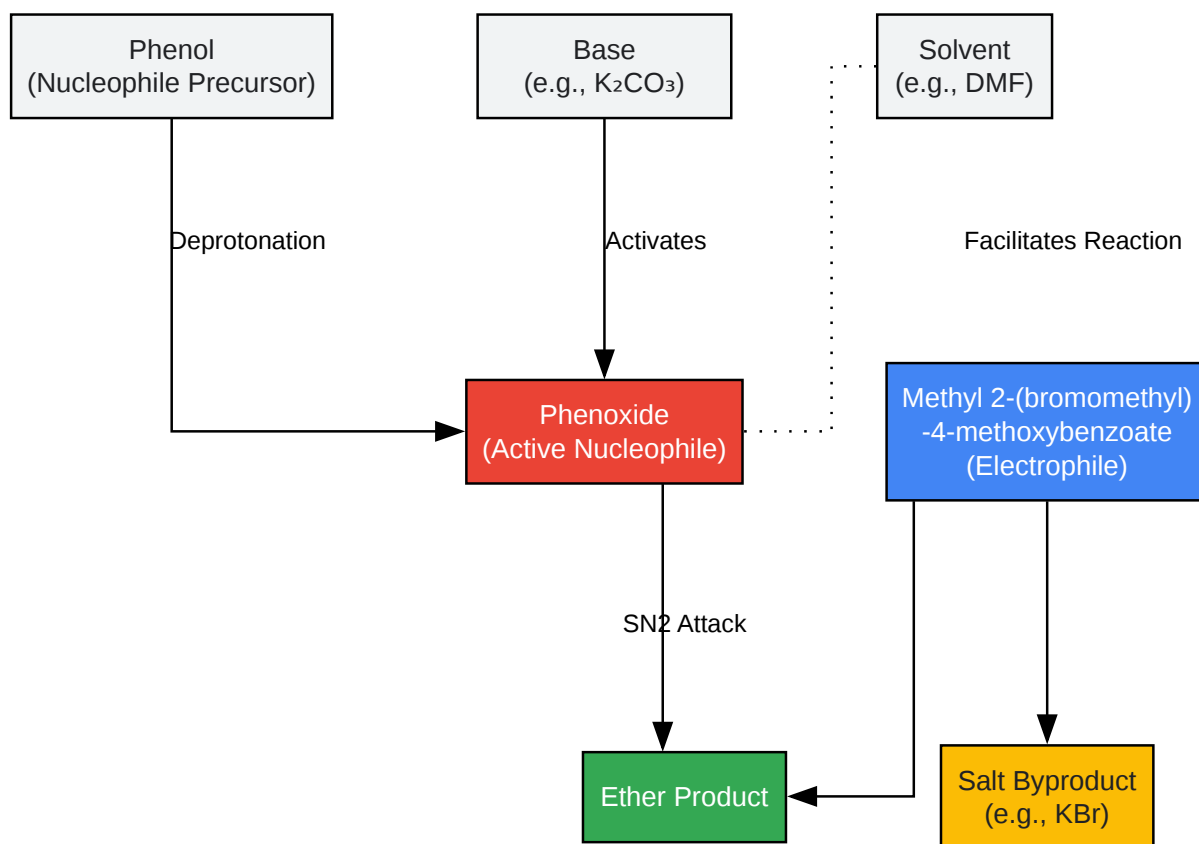 Phenol
(Nucleophile Precursor)
Base
(e.g., K₂CO₃)
Solvent
(e.g., DMF)
Deprotonation
Activates
Facilitates Reaction
Phenoxide
(Active Nucleophile)
Methyl 2-(bromomethyl)
-4-methoxybenzoate
(Electrophile)
SN2 Attack
Ether Product
Salt Byproduct
(e.g., KBr)